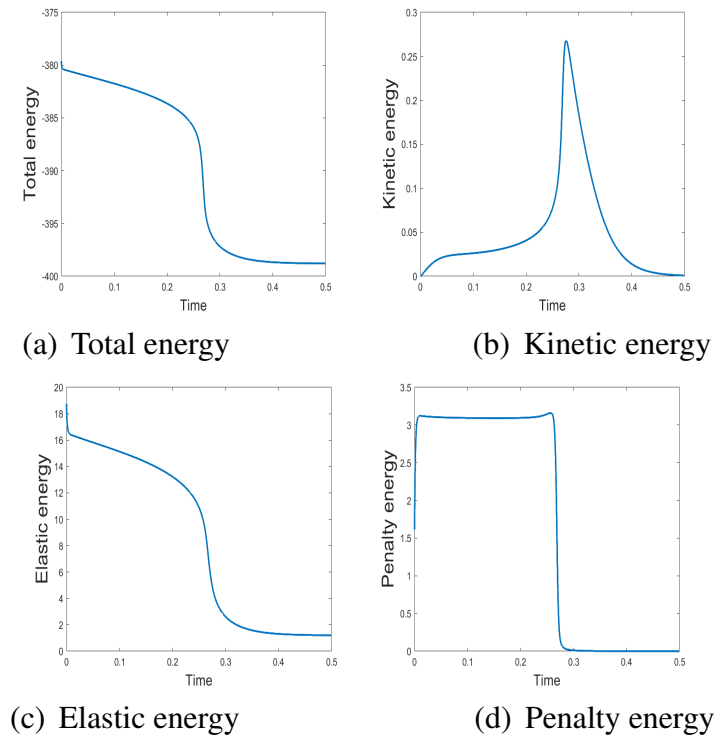 -375
-380
-385
-390
-395
-400
Total energy
0 0.1 0.2 0.3 0.4 0.5
Time
(a) Total energy
0.3
0.25
0.2
0.15
0.1
0.05
0
Kinetic energy
0 0.1 0.2 0.3 0.4 0.5
Time
(b) Kinetic energy
20
18
16
14
12
10
8
6
4
2
0
Elastic energy
0 0.1 0.2 0.3 0.4 0.5
Time
(c) Elastic energy
3.5
3
2.5
2
1.5
1
0.5
0
Penalty energy
0 0.1 0.2 0.3 0.4 0.5
Time
(d) Penalty energy